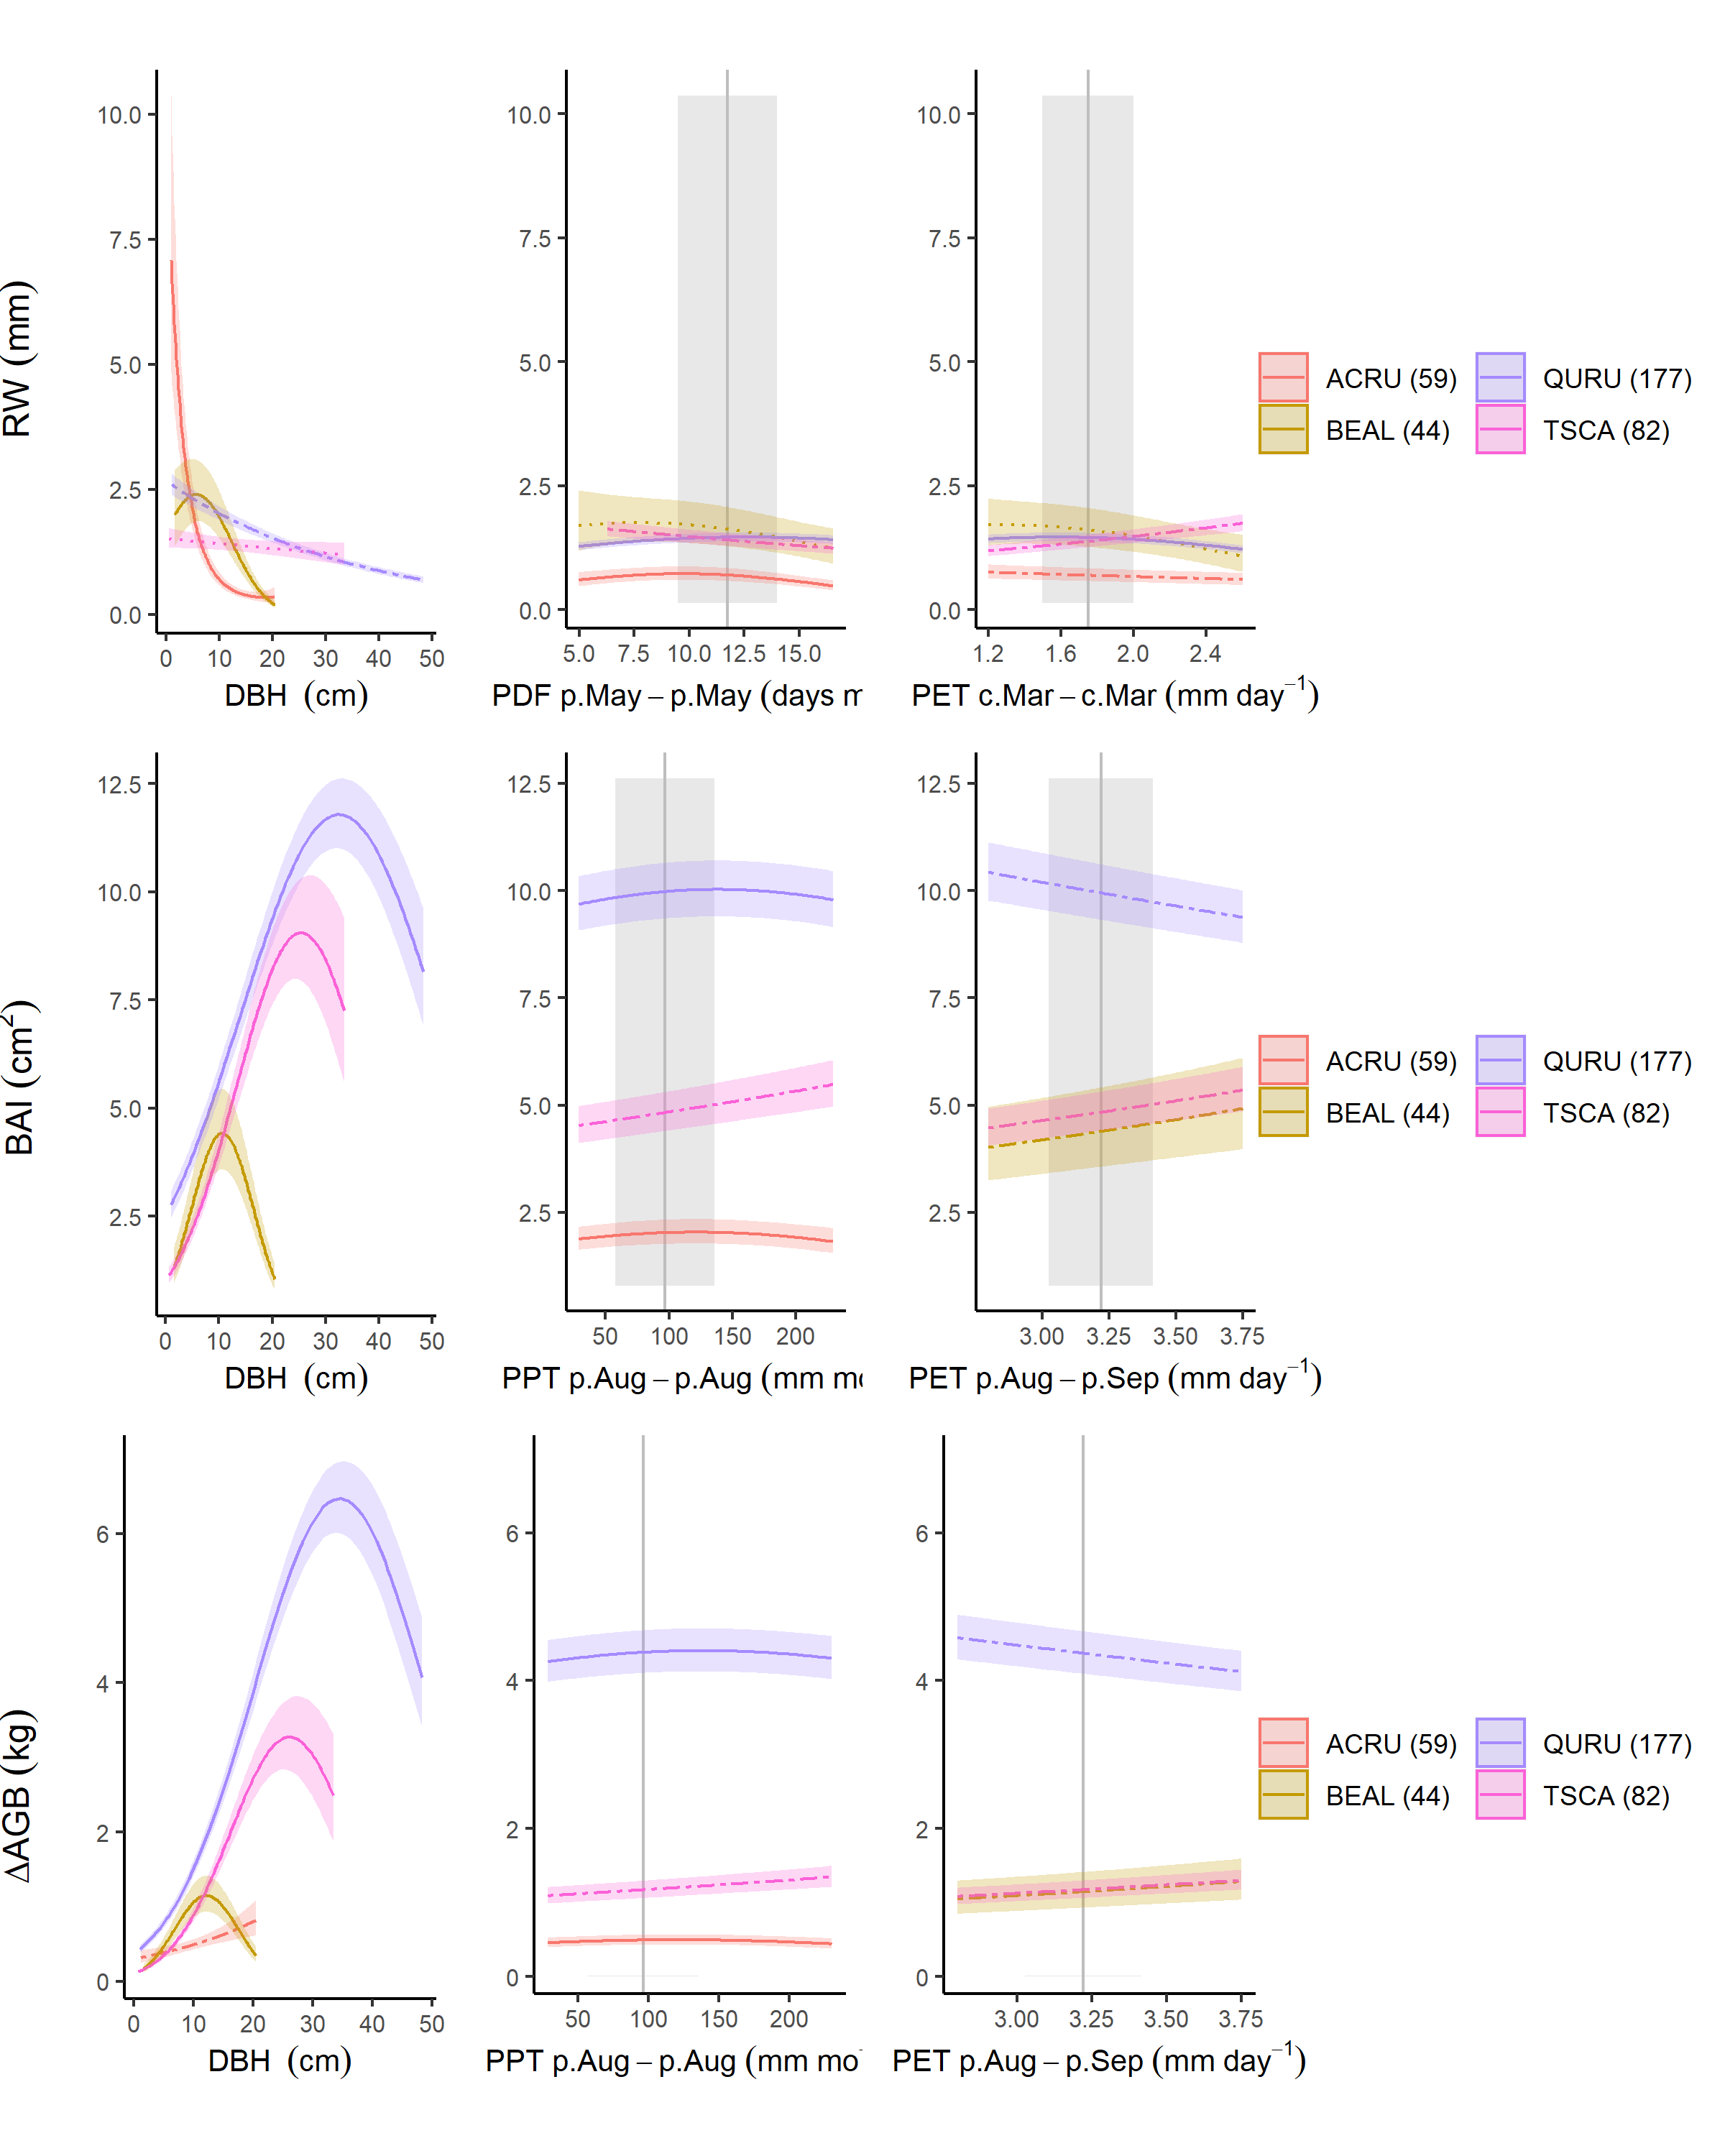 RW (mm)
10.0
7.5
5.0
2.5
0.0
0 10 20 30 40 50
DBH (cm)
10.0
7.5
5.0
2.5
0.0
5.0 7.5 10.0 12.5 15.0
PDF p.May – p.May (days m
10.0
7.5
5.0
2.5
0.0
1.2 1.6 2.0 2.4
PET c.Mar – c.Mar (mm day⁻¹)
ACRU (59) QURU (177)
BEAL (44) TSCA (82)
BAI (cm²)
12.5
10.0
7.5
5.0
2.5
0 10 20 30 40 50
DBH (cm)
12.5
10.0
7.5
5.0
2.5
50 100 150 200
PPT p.Aug – p.Aug (mm mo
12.5
10.0
7.5
5.0
2.5
3.00 3.25 3.50 3.75
PET p.Aug – p.Sep (mm day⁻¹)
ACRU (59) QURU (177)
BEAL (44) TSCA (82)
ΔAGB (kg)
6
4
2
0
0 10 20 30 40 50
DBH (cm)
6
4
2
0
50 100 150 200
PPT p.Aug – p.Aug (mm mo⁻
6
4
2
0
3.00 3.25 3.50 3.75
PET p.Aug – p.Sep (mm day⁻¹)
ACRU (59) QURU (177)
BEAL (44) TSCA (82)